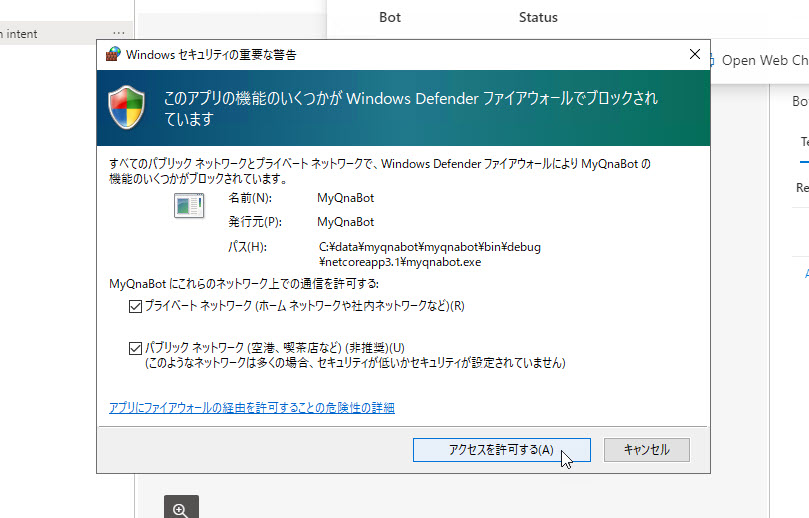 Bot Status
n intent ...
Windows セキュリティの重要な警告
Open Web Ch
このアプリの機能のいくつかが Windows Defender ファイアウォールでブロックされ
ています
Bo
Te
Re
すべてのパブリック ネットワークとプライベート ネットワークで、Windows Defender ファイアウォールにより MyQnaBot の
機能のいくつかがブロックされています。
名前(N): MyQnaBot
発行元(P): MyQnaBot
パス(H): C:¥data¥myqnabot¥myqnabot¥bin¥debug
¥netcoreapp3.1¥myqnabot.exe
MyQnaBot にこれらのネットワーク上での通信を許可する:
プライベート ネットワーク (ホーム ネットワークや社内ネットワークなど)(R)
パブリック ネットワーク (空港、喫茶店など) (非推奨)(U)
(このようなネットワークは多くの場合、セキュリティが低いかセキュリティが設定されていません)
アプリにファイアウォールの経由を許可することの危険性の詳細
アクセスを許可する(A) キャンセル